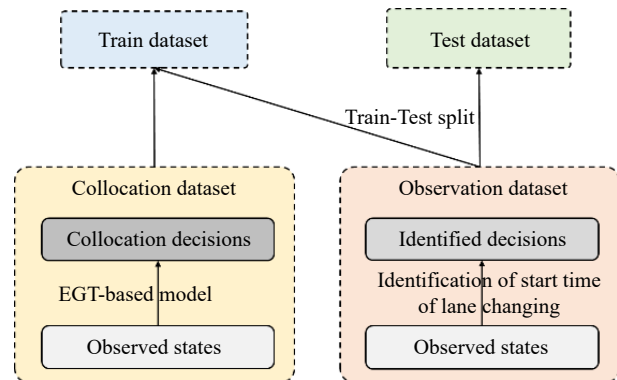 Train dataset
Test dataset
Train-Test split
Collocation dataset
Collocation decisions
EGT-based model
Observed states
Observation dataset
Identified decisions
Identification of start time
of lane changing
Observed states